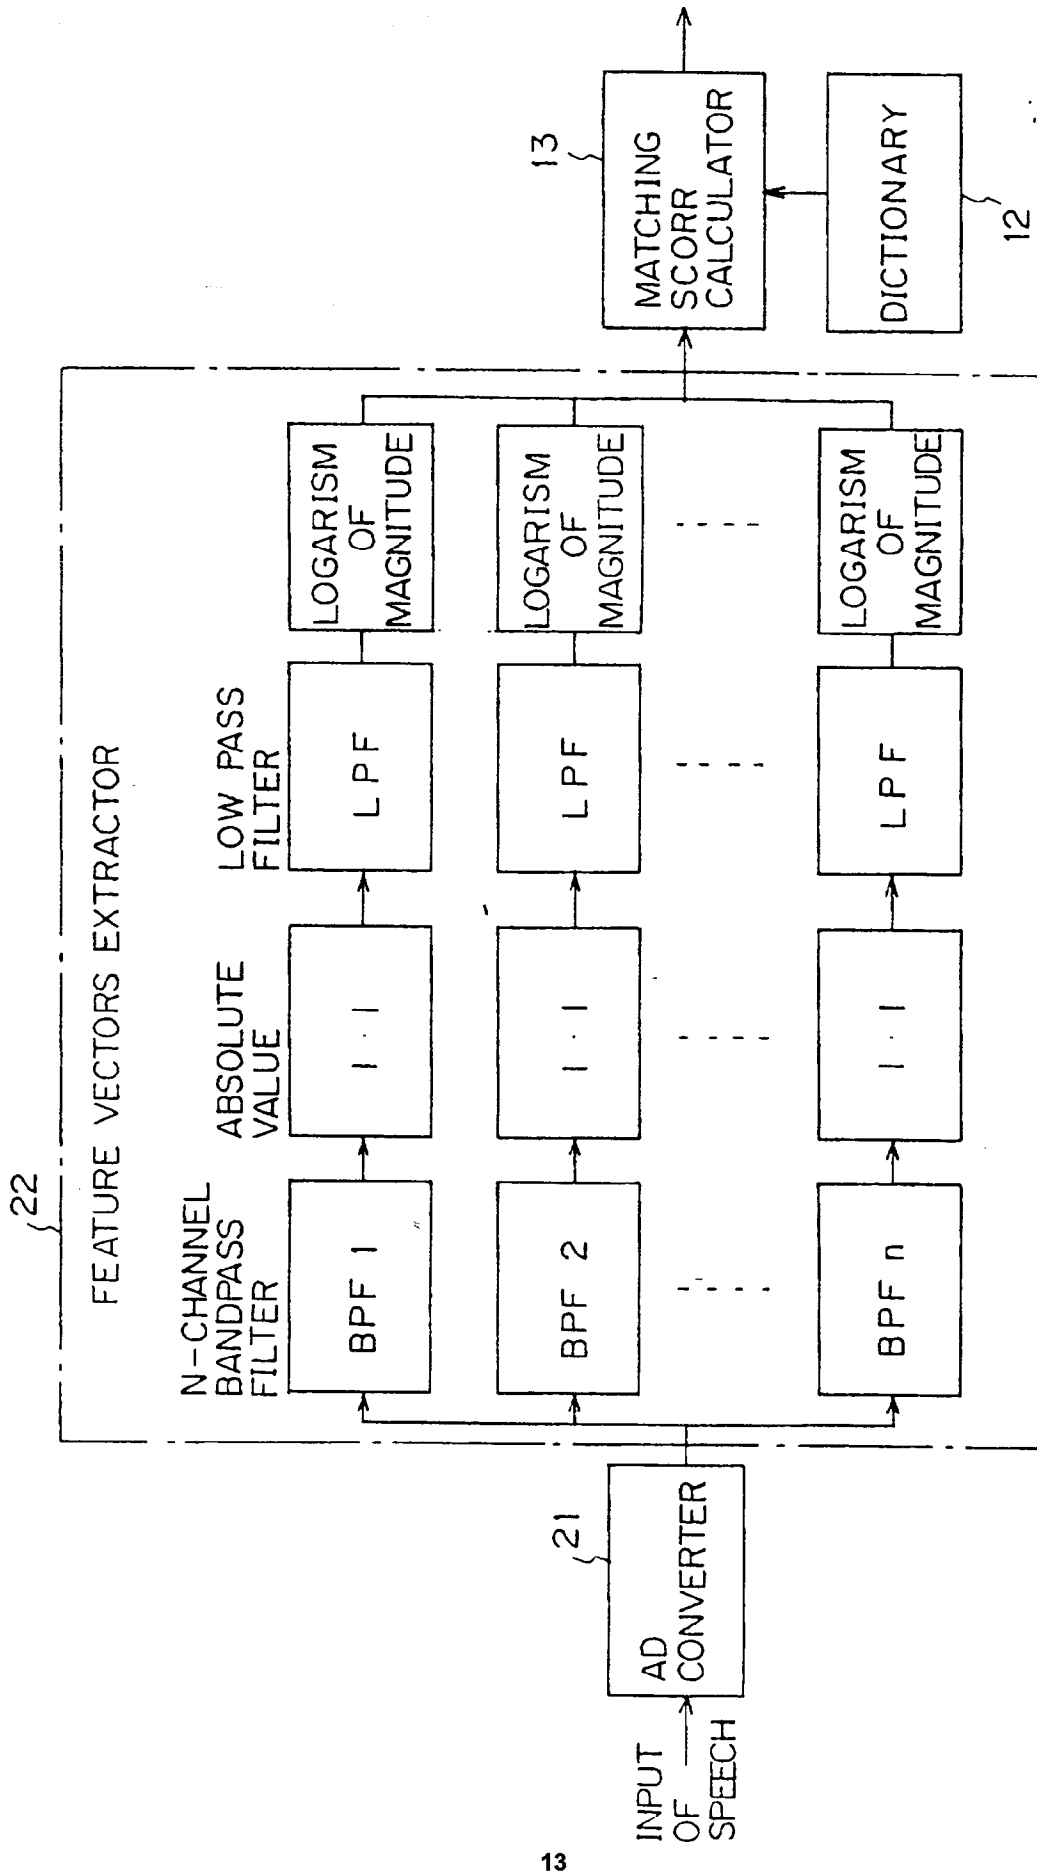 22
FEATURE VECTORS EXTRACTOR
N-CHANNEL
BANDPASS
FILTER
ABSOLUTE
VALUE
LOW PASS
FILTER
BPF 1
| · |
LPF
LOGARISM
OF
MAGNITUDE
BPF 2
| · |
LPF
LOGARISM
OF
MAGNITUDE
BPF n
| · |
LPF
LOGARISM
OF
MAGNITUDE
INPUT
OF
SPEECH
21
AD
CONVERTER
13
MATCHING
SCORR
CALCULATOR
DICTIONARY
12
13